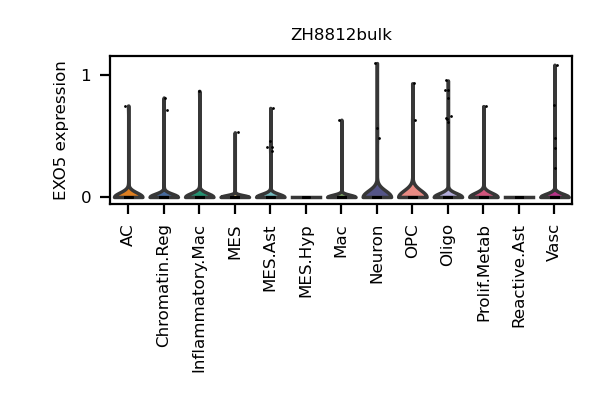 ZH8812bulk
EXO5 expression
1
0
AC
Chromatin.Reg
Inflammatory.Mac
MES
MES.Ast
MES.Hyp
Mac
Neuron
OPC
Oligo
Prolif.Metab
Reactive.Ast
Vasc